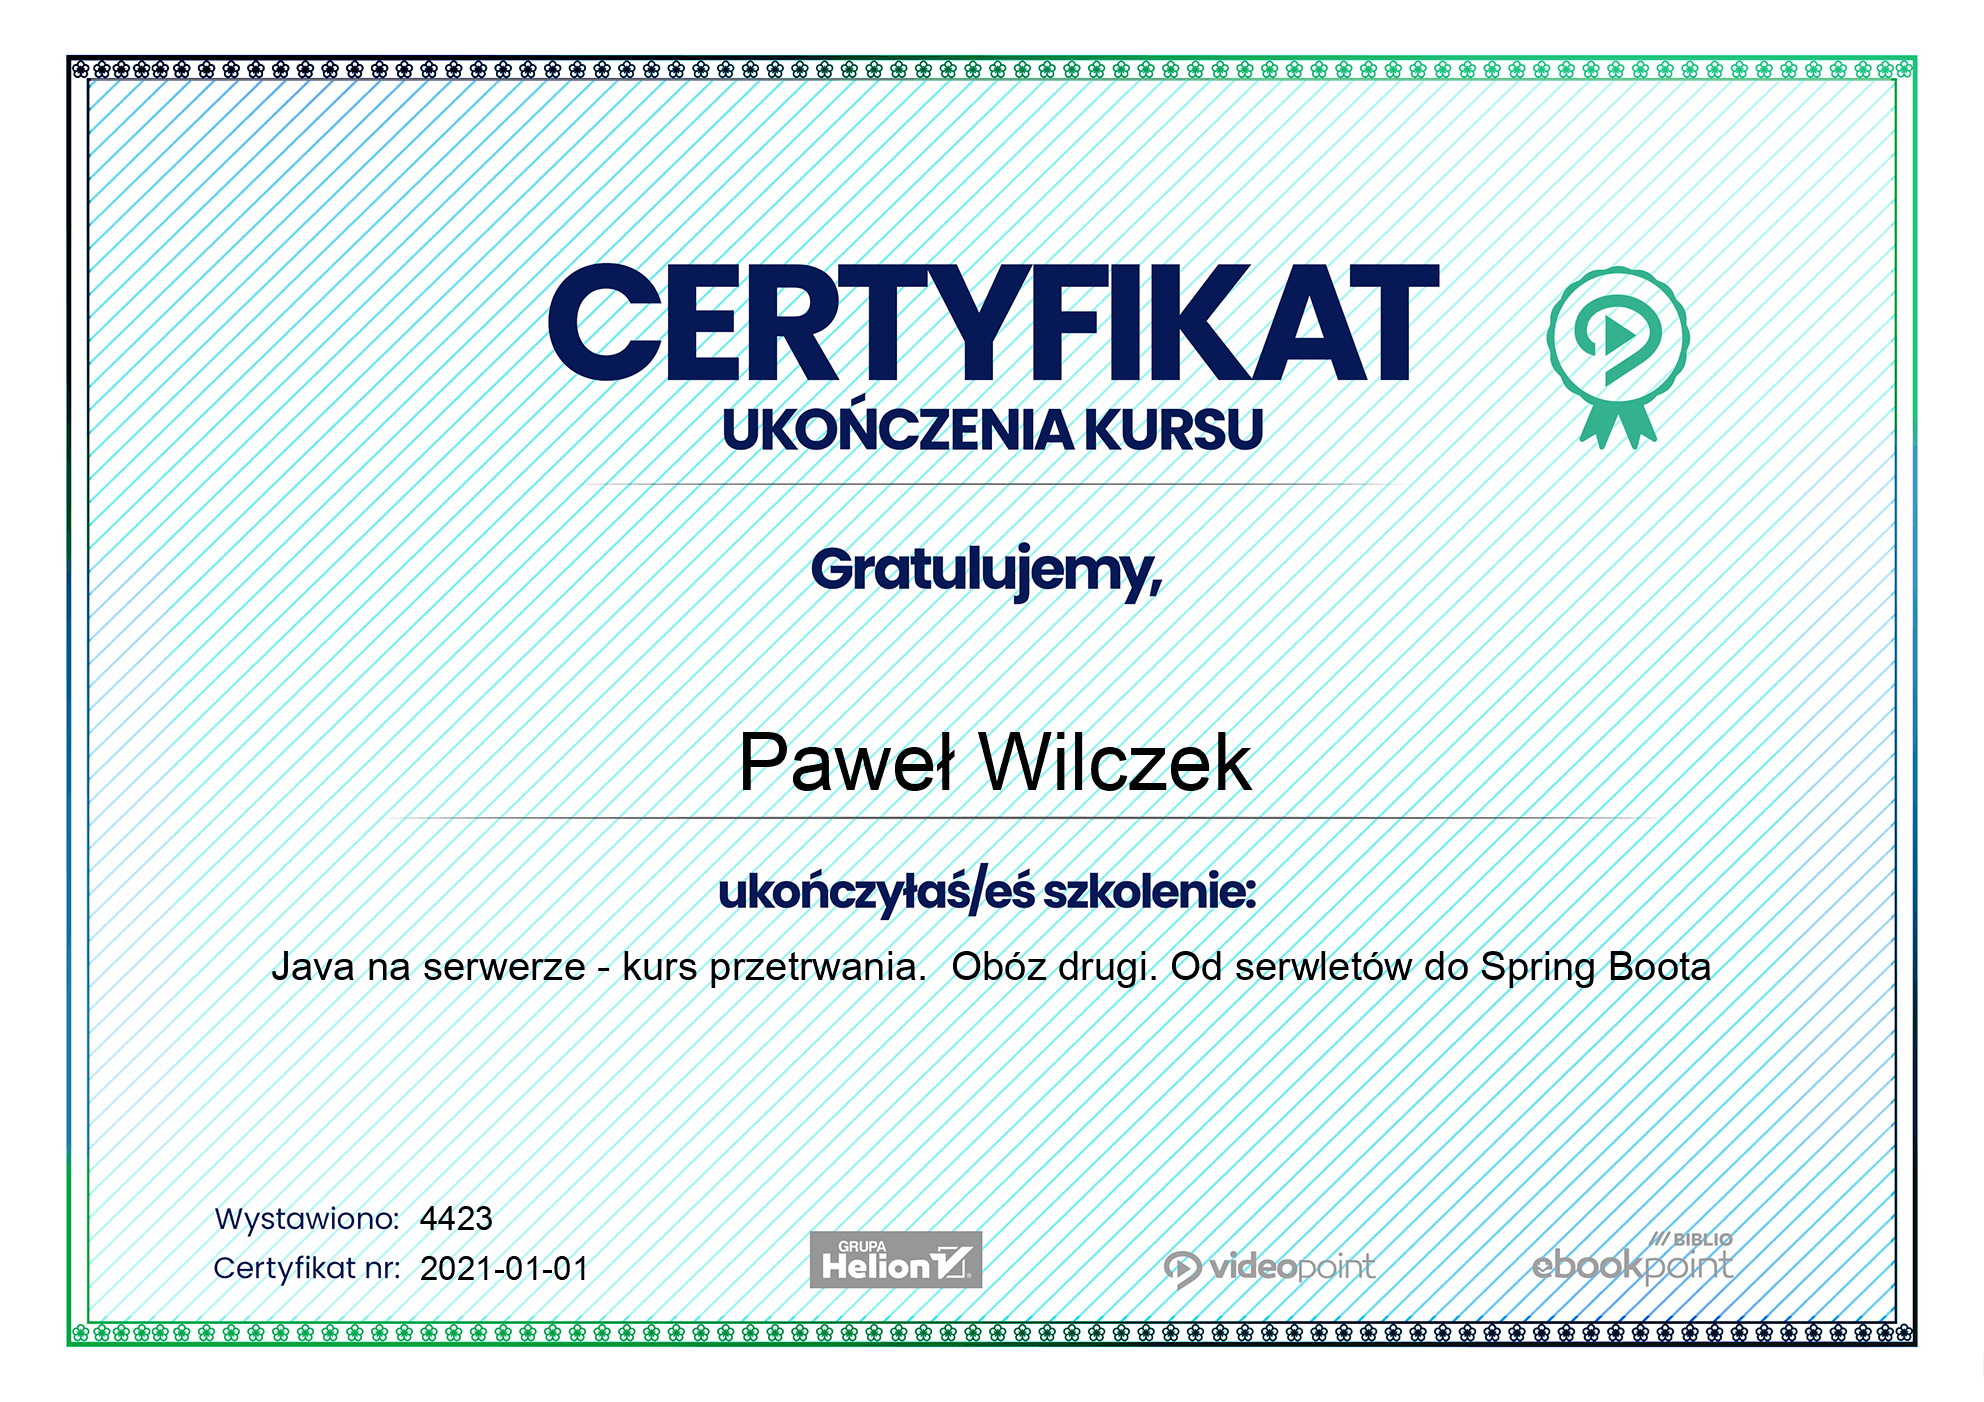 CERTYFIKAT
UKOŃCZENIA KURSU
Gratulujemy,
Paweł Wilczek
ukończyłaś/eś szkolenie:
Java na serwerze - kurs przetrwania.  Obóz drugi. Od serwletów do Spring Boota
Wystawiono: 4423
Certyfikat nr: 2021-01-01
GRUPA
Helion
videopoint
BIBLIO
ebookpoint